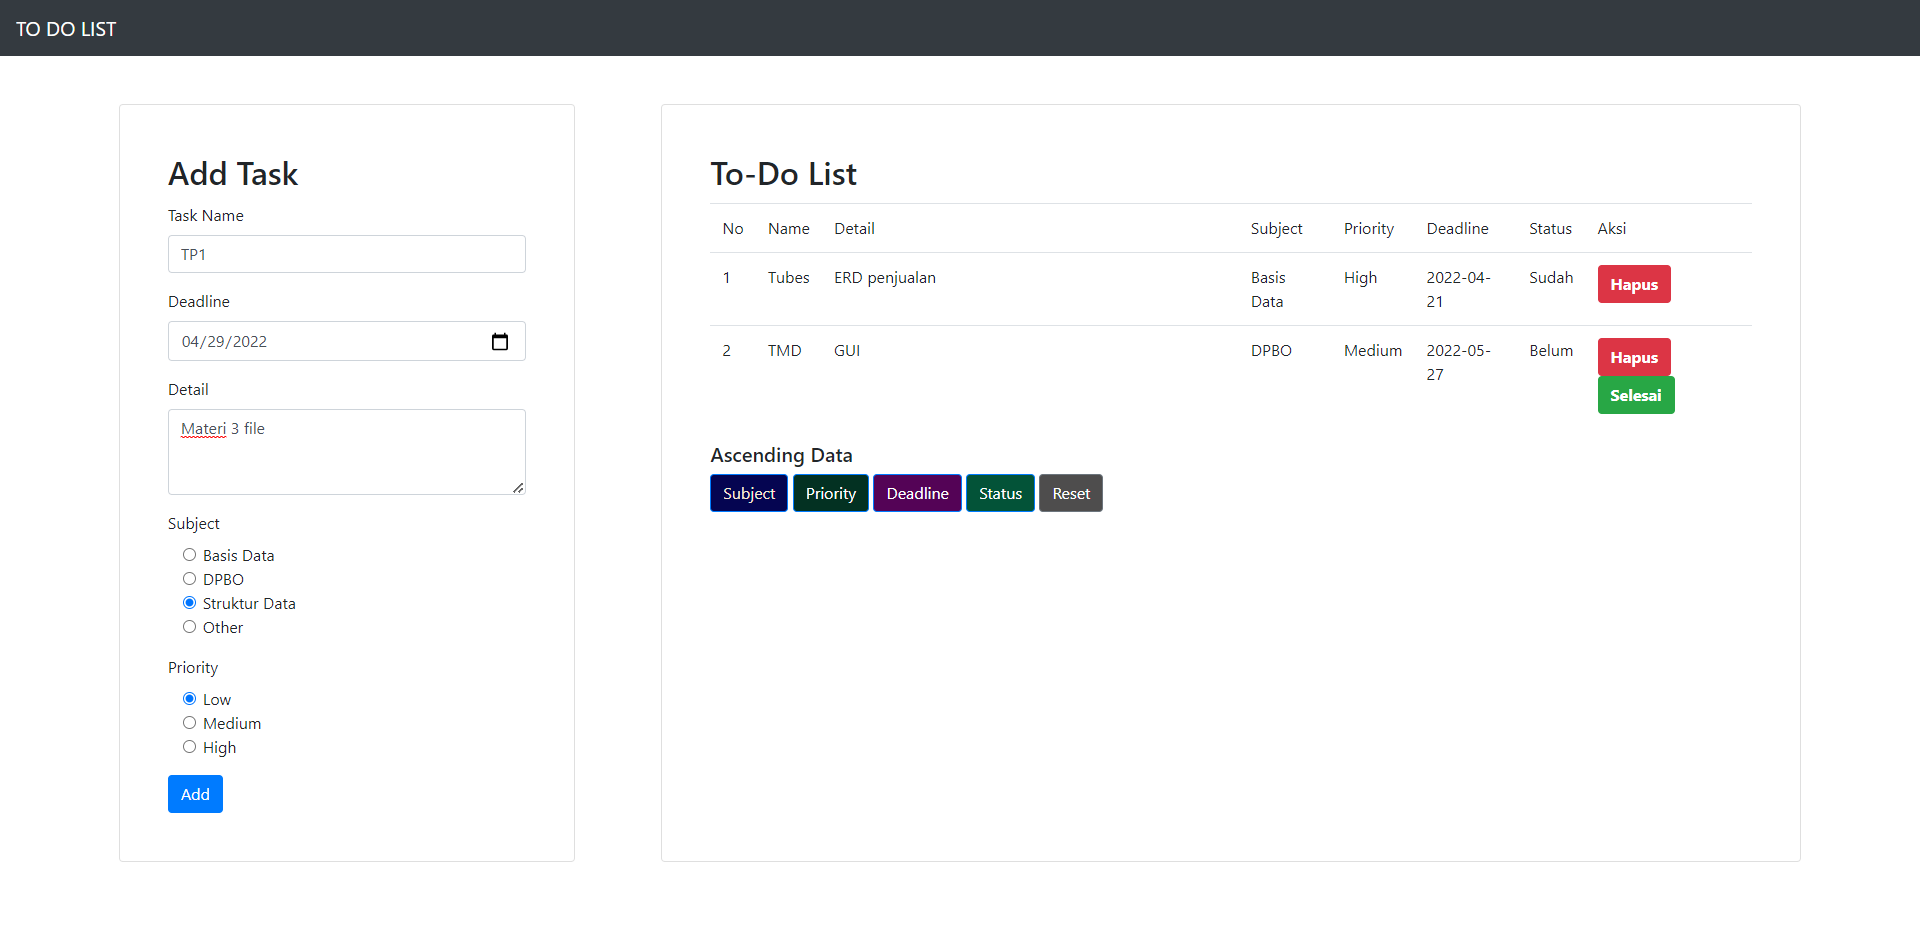 TO DO LIST
Add Task
Task Name
TP1
Deadline
04/29/2022
Detail
Materi 3 file
Subject
Basis Data
DPBO
Struktur Data
Other
Priority
Low
Medium
High
Add
To-Do List
No Name Detail Subject Priority Deadline Status Aksi
1 Tubes ERD penjualan Basis Data High 2022-04-21 Sudah Hapus
2 TMD GUI DPBO Medium 2022-05-27 Belum Hapus
Selesai
Ascending Data
Subject Priority Deadline Status Reset